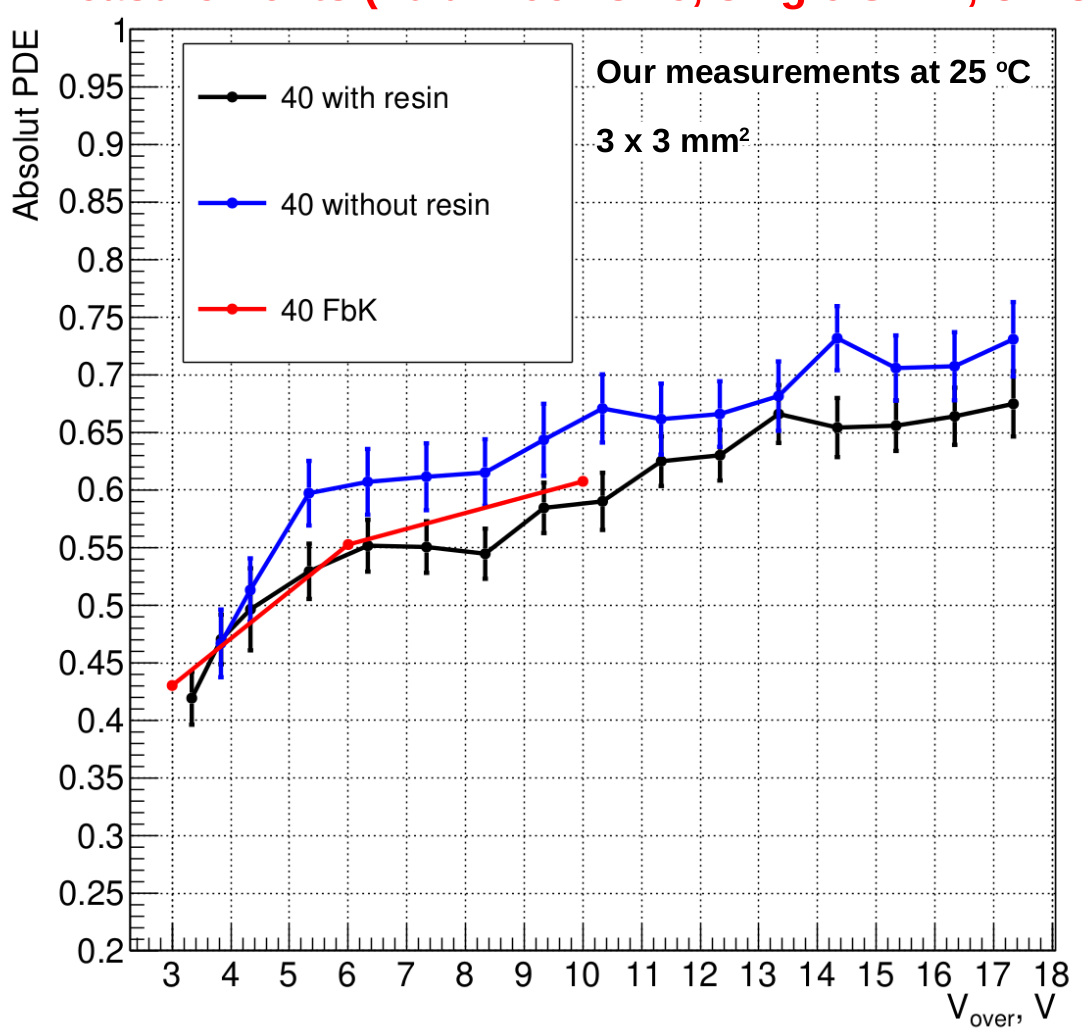 Absolut PDE
1
0.95
0.9
0.85
0.8
0.75
0.7
0.65
0.6
0.55
0.5
0.45
0.4
0.35
0.3
0.25
0.2
40 with resin
40 without resin
40 FbK
Our measurements at 25 ºC
3 x 3 mm²
3 4 5 6 7 8 9 10 11 12 13 14 15 16 17 18
Vover, V